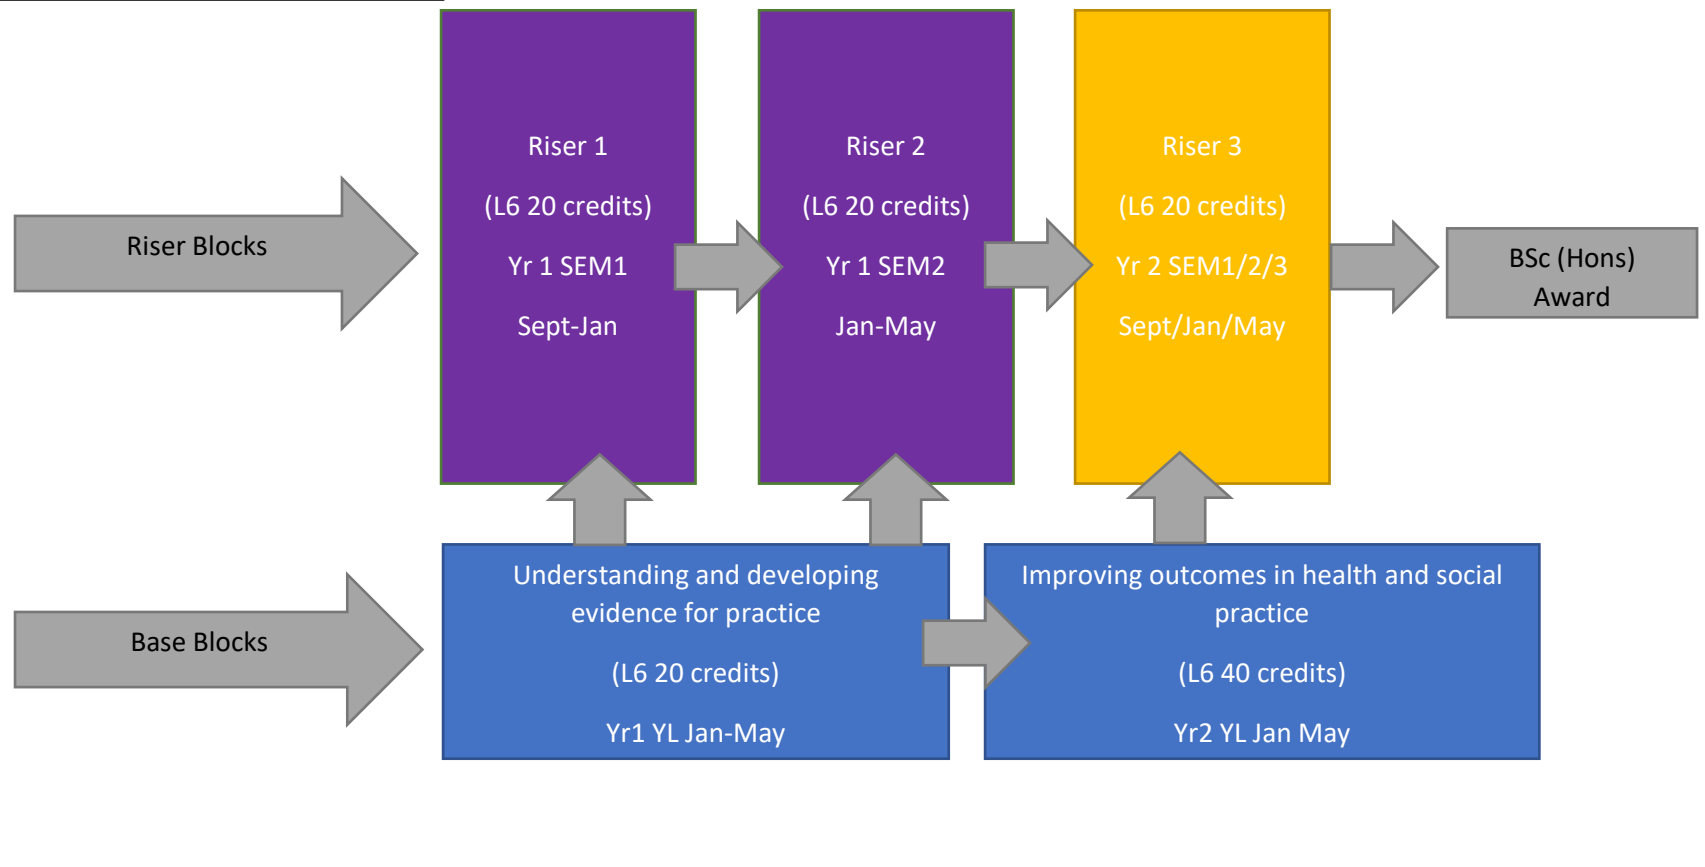 Riser Blocks
Riser 1
(L6 20 credits)
Yr 1 SEM1
Sept-Jan
Riser 2
(L6 20 credits)
Yr 1 SEM2
Jan-May
Riser 3
(L6 20 credits)
Yr 2 SEM1/2/3
Sept/Jan/May
BSc (Hons)
Award
Base Blocks
Understanding and developing
evidence for practice
(L6 20 credits)
Yr1 YL Jan-May
Improving outcomes in health and social
practice
(L6 40 credits)
Yr2 YL Jan May